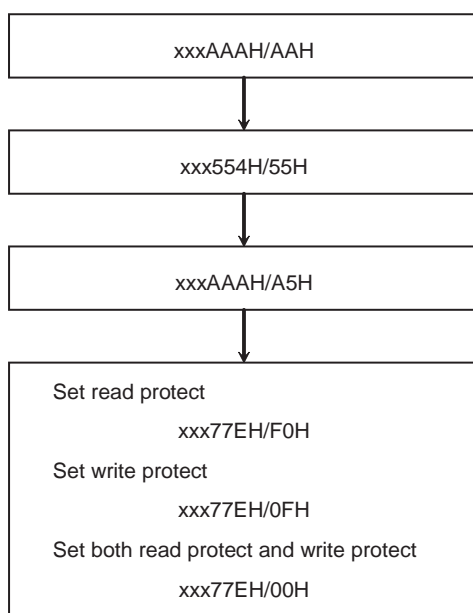 xxxAAAH/AAH
xxx554H/55H
xxxAAAH/A5H
Set read protect
xxx77EH/F0H
Set write protect
xxx77EH/0FH
Set both read protect and write protect
xxx77EH/00H